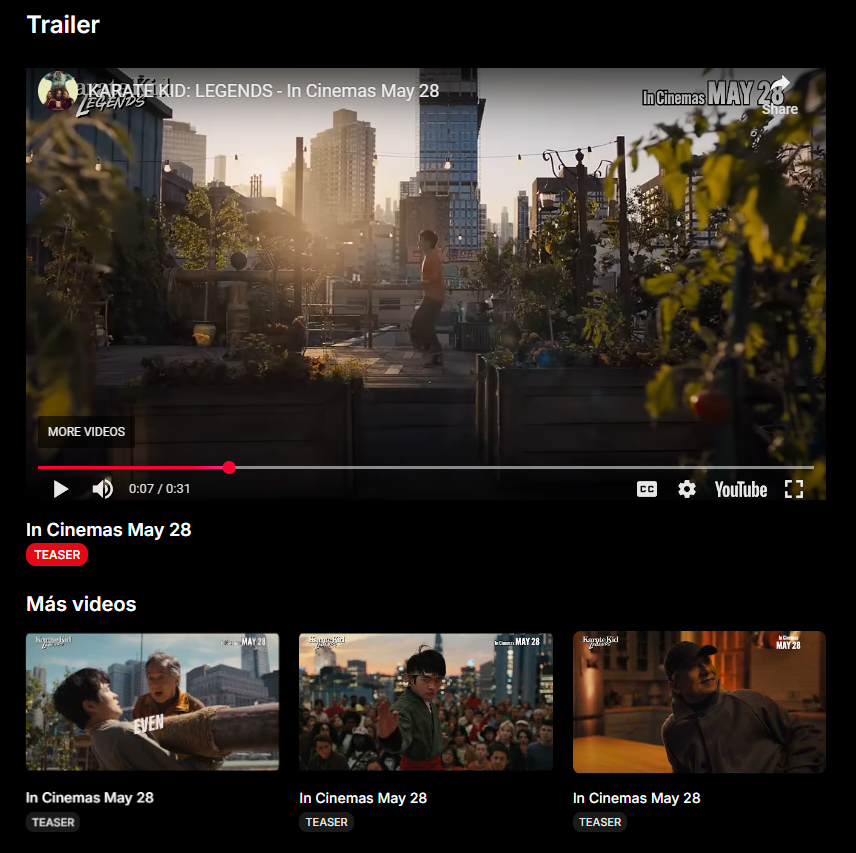 Trailer
KARATE KID: LEGENDS - In Cinemas May 28
LEGENDS
In Cinemas MAY 28
Share
MORE VIDEOS
0:07 / 0:31
CC
YouTube
In Cinemas May 28
TEASER
Más videos
Karate Kid
Legends
MAY 28
EVEN
Karate Kid
Legends
In Cinemas MAY 28
Karate Kid
Legends
In Cinemas
MAY 28
In Cinemas May 28
In Cinemas May 28
In Cinemas May 28
TEASER
TEASER
TEASER